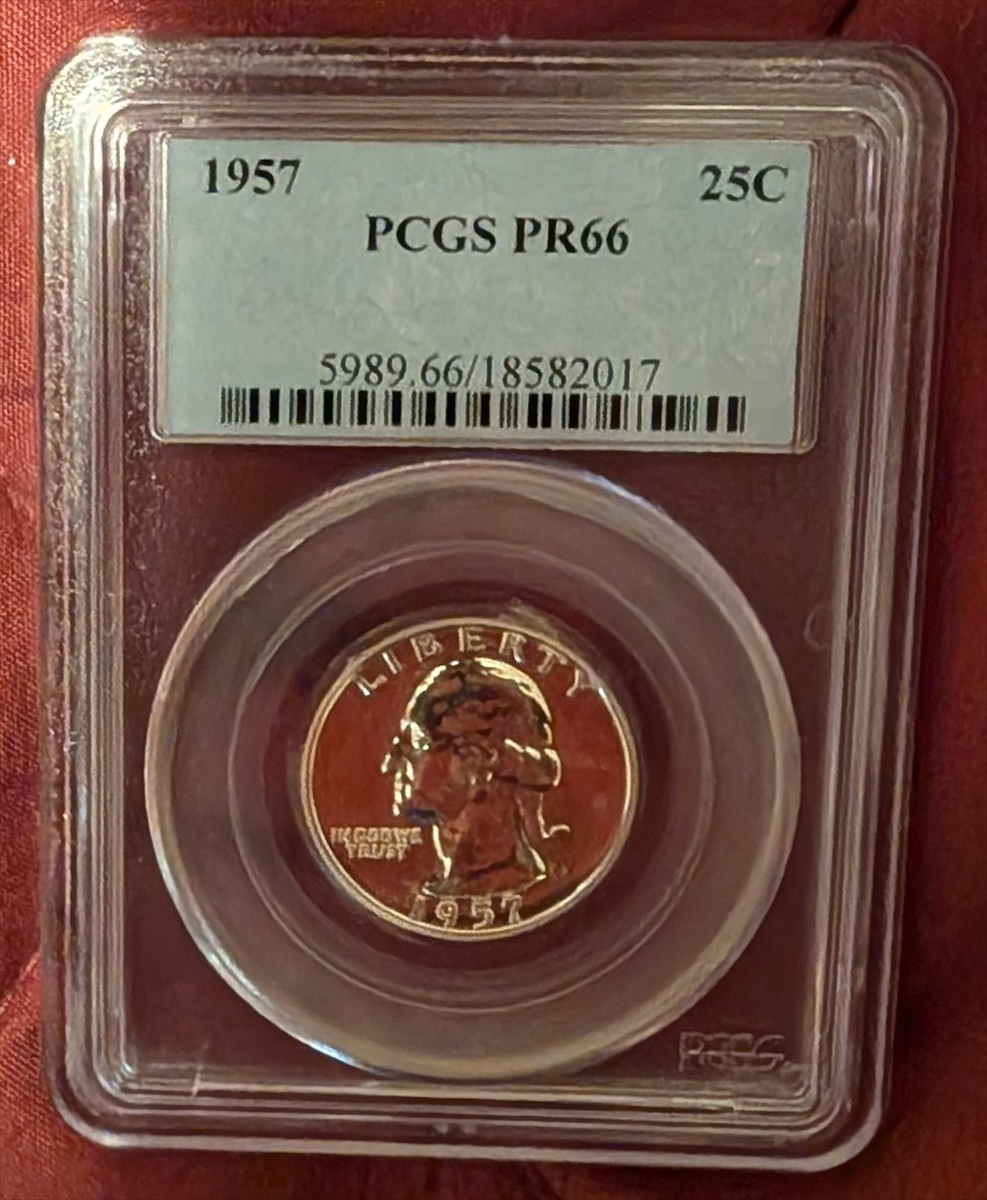 1957 25C
PCGS PR66
5989.66/18582017
LIBERTY
IN GOD WE
TRUST
1957
PCGS